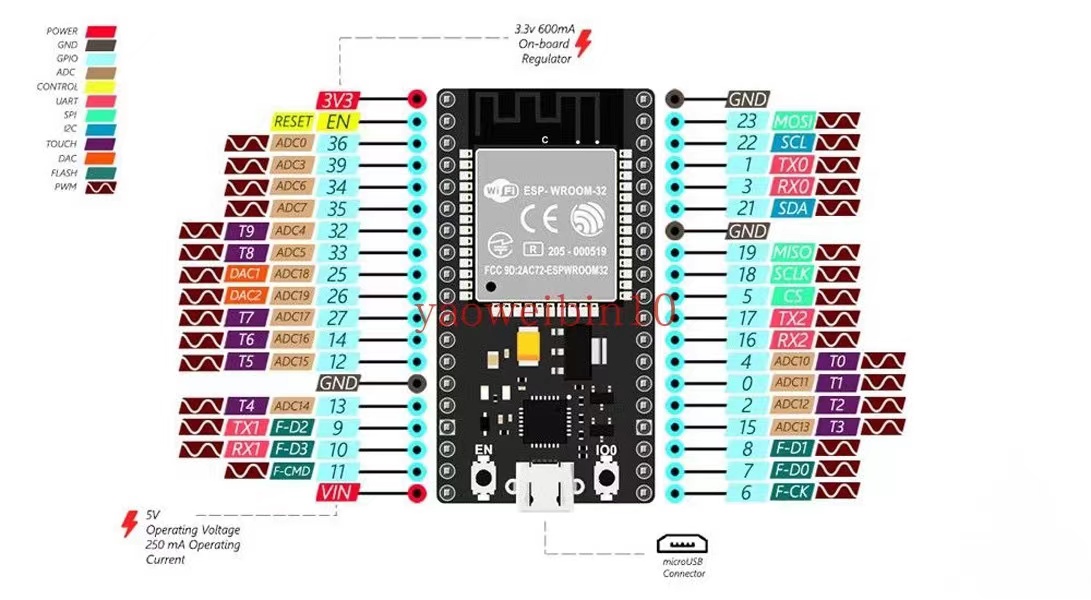 POWER
GND
GPIO
ADC
CONTROL
UART
SPI
I2C
TOUCH
DAC
FLASH
PWM
3.3v 600mA
On-board
Regulator
3V3
RESET EN
ADC0 36
ADC3 39
ADC6 34
ADC7 35
T9 ADC4 32
T8 ADC5 33
DAC1 ADC18 25
DAC2 ADC19 26
T7 ADC17 27
T6 ADC16 14
T5 ADC15 12
GND
T4 ADC14 13
TX1 F-D2 9
RX1 F-D3 10
F-CMD 11
VIN
5V
Operating Voltage
250 mA Operating
Current
C
WiFi ESP-WROOM-32
CE FC
R 205-000519
FCC 9D:2AC72-ESPWROOM32
yaoweibin10
EN
IO0
GND
23 MOSI
22 SCL
1 TX0
3 RX0
21 SDA
GND
19 MISO
18 SCLK
5 CS
17 TX2
16 RX2
4 ADC10 T0
0 ADC11 T1
2 ADC12 T2
15 ADC13 T3
8 F-D1
7 F-D0
6 F-CK
microUSB
Connector